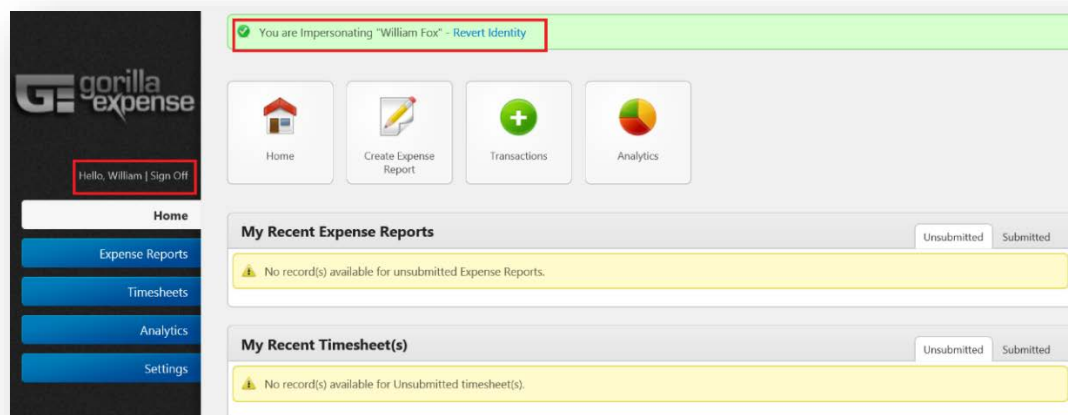 You are Impersonating "William Fox" - Revert Identity
GE gorilla
expense
Hello, William | Sign Off
Home
Expense Reports
Timesheets
Analytics
Settings
Home
Create Expense
Report
Transactions
Analytics
My Recent Expense Reports
Unsubmitted
Submitted
No record(s) available for unsubmitted Expense Reports.
My Recent Timesheet(s)
Unsubmitted
Submitted
No record(s) available for Unsubmitted timesheet(s).